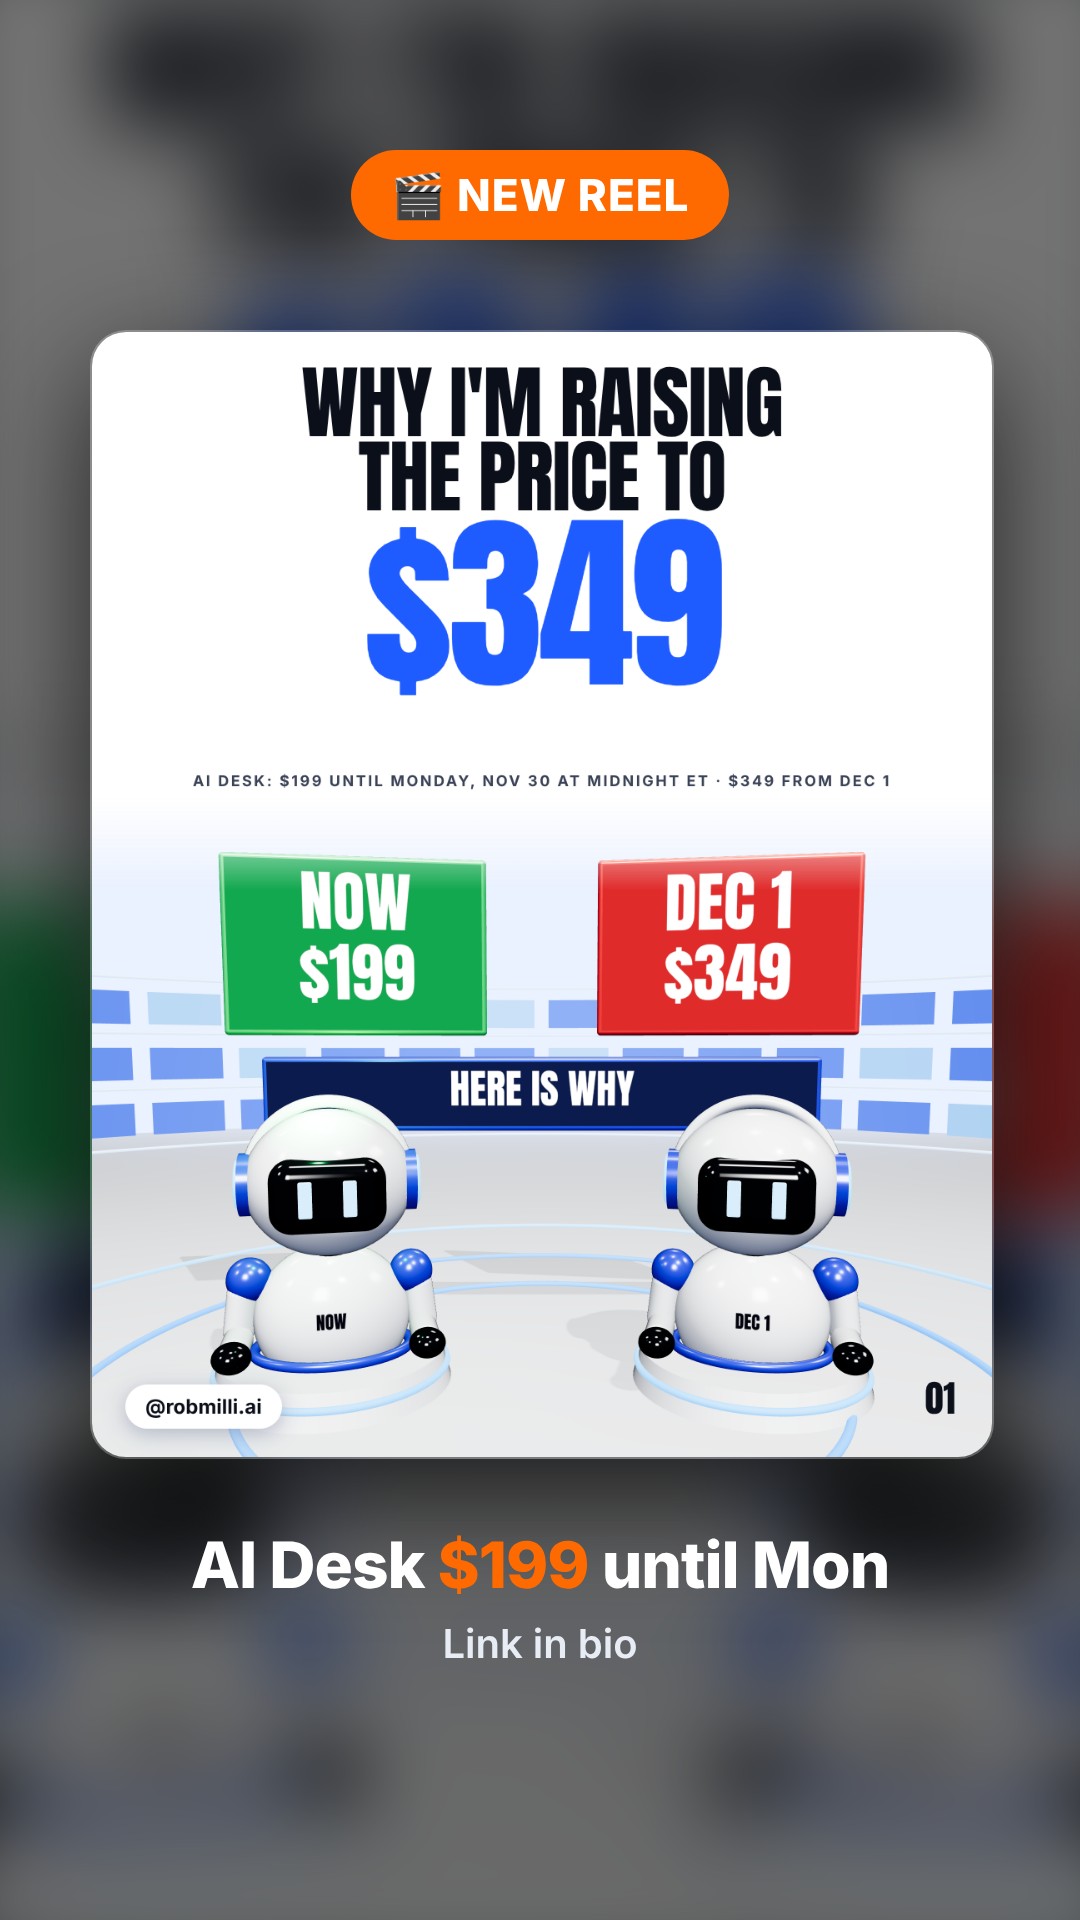 🎬 NEW REEL
WHY I'M RAISING
THE PRICE TO
$349
AI DESK: $199 UNTIL MONDAY, NOV 30 AT MIDNIGHT ET · $349 FROM DEC 1
NOW
$199
DEC 1
$349
HERE IS WHY
NOW
DEC 1
@robmilli.ai
01
AI Desk $199 until Mon
Link in bio